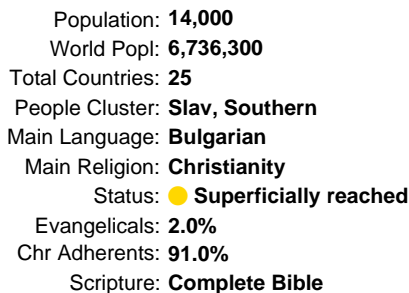 Population: 14,000
World Popl: 6,736,300
Total Countries: 25
People Cluster: Slav, Southern
Main Language: Bulgarian
Main Religion: Christianity
Status: Superficially reached
Evangelicals: 2.0%
Chr Adherents: 91.0%
Scripture: Complete Bible